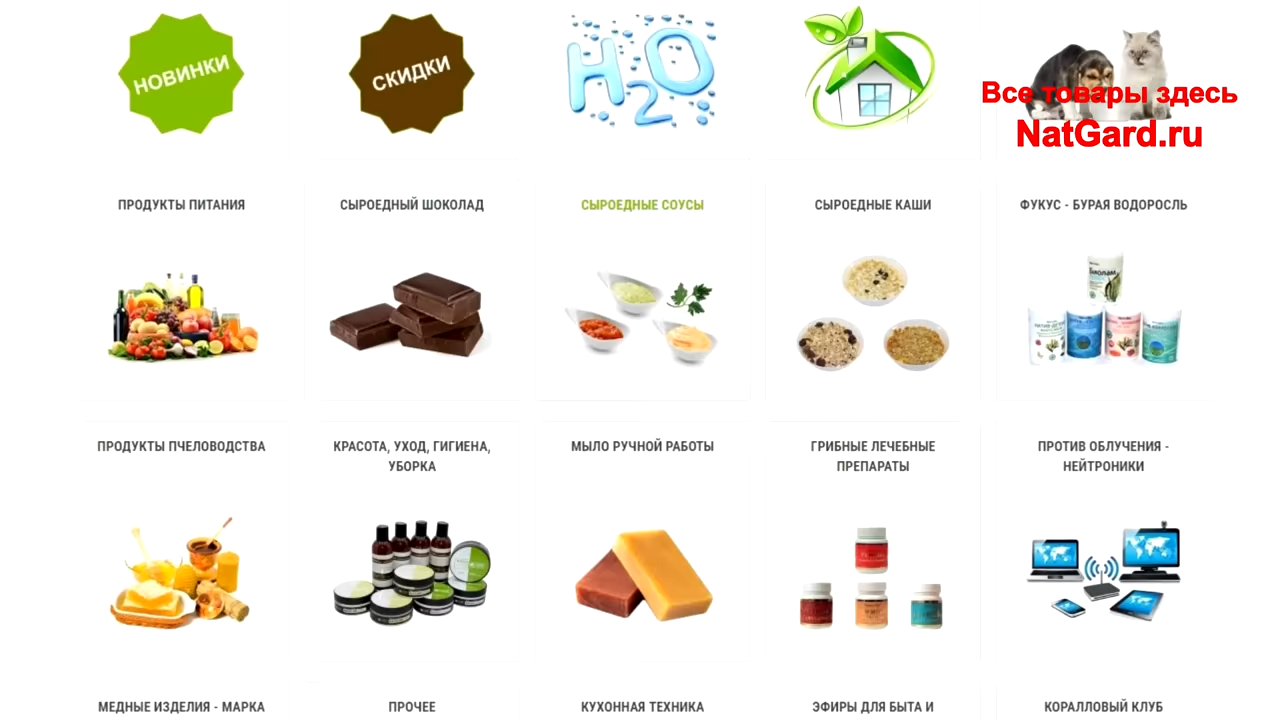 НОВИНКИ
СКИДКИ
H2O
Все товары здесь
NatGard.ru
ПРОДУКТЫ ПИТАНИЯ
СЫРОЕДНЫЙ ШОКОЛАД
СЫРОЕДНЫЕ СОУСЫ
СЫРОЕДНЫЕ КАШИ
ФУКУС - БУРАЯ ВОДОРОСЛЬ
ПРОДУКТЫ ПЧЕЛОВОДСТВА
КРАСОТА, УХОД, ГИГИЕНА,
УБОРКА
МЫЛО РУЧНОЙ РАБОТЫ
ГРИБНЫЕ ЛЕЧЕБНЫЕ
ПРЕПАРАТЫ
ПРОТИВ ОБЛУЧЕНИЯ -
НЕЙТРОНИКИ
МЕДНЫЕ ИЗДЕЛИЯ - МАРКА
ПРОЧЕЕ
КУХОННАЯ ТЕХНИКА
ЭФИРЫ ДЛЯ БЫТА И
КОРАЛЛОВЫЙ КЛУБ